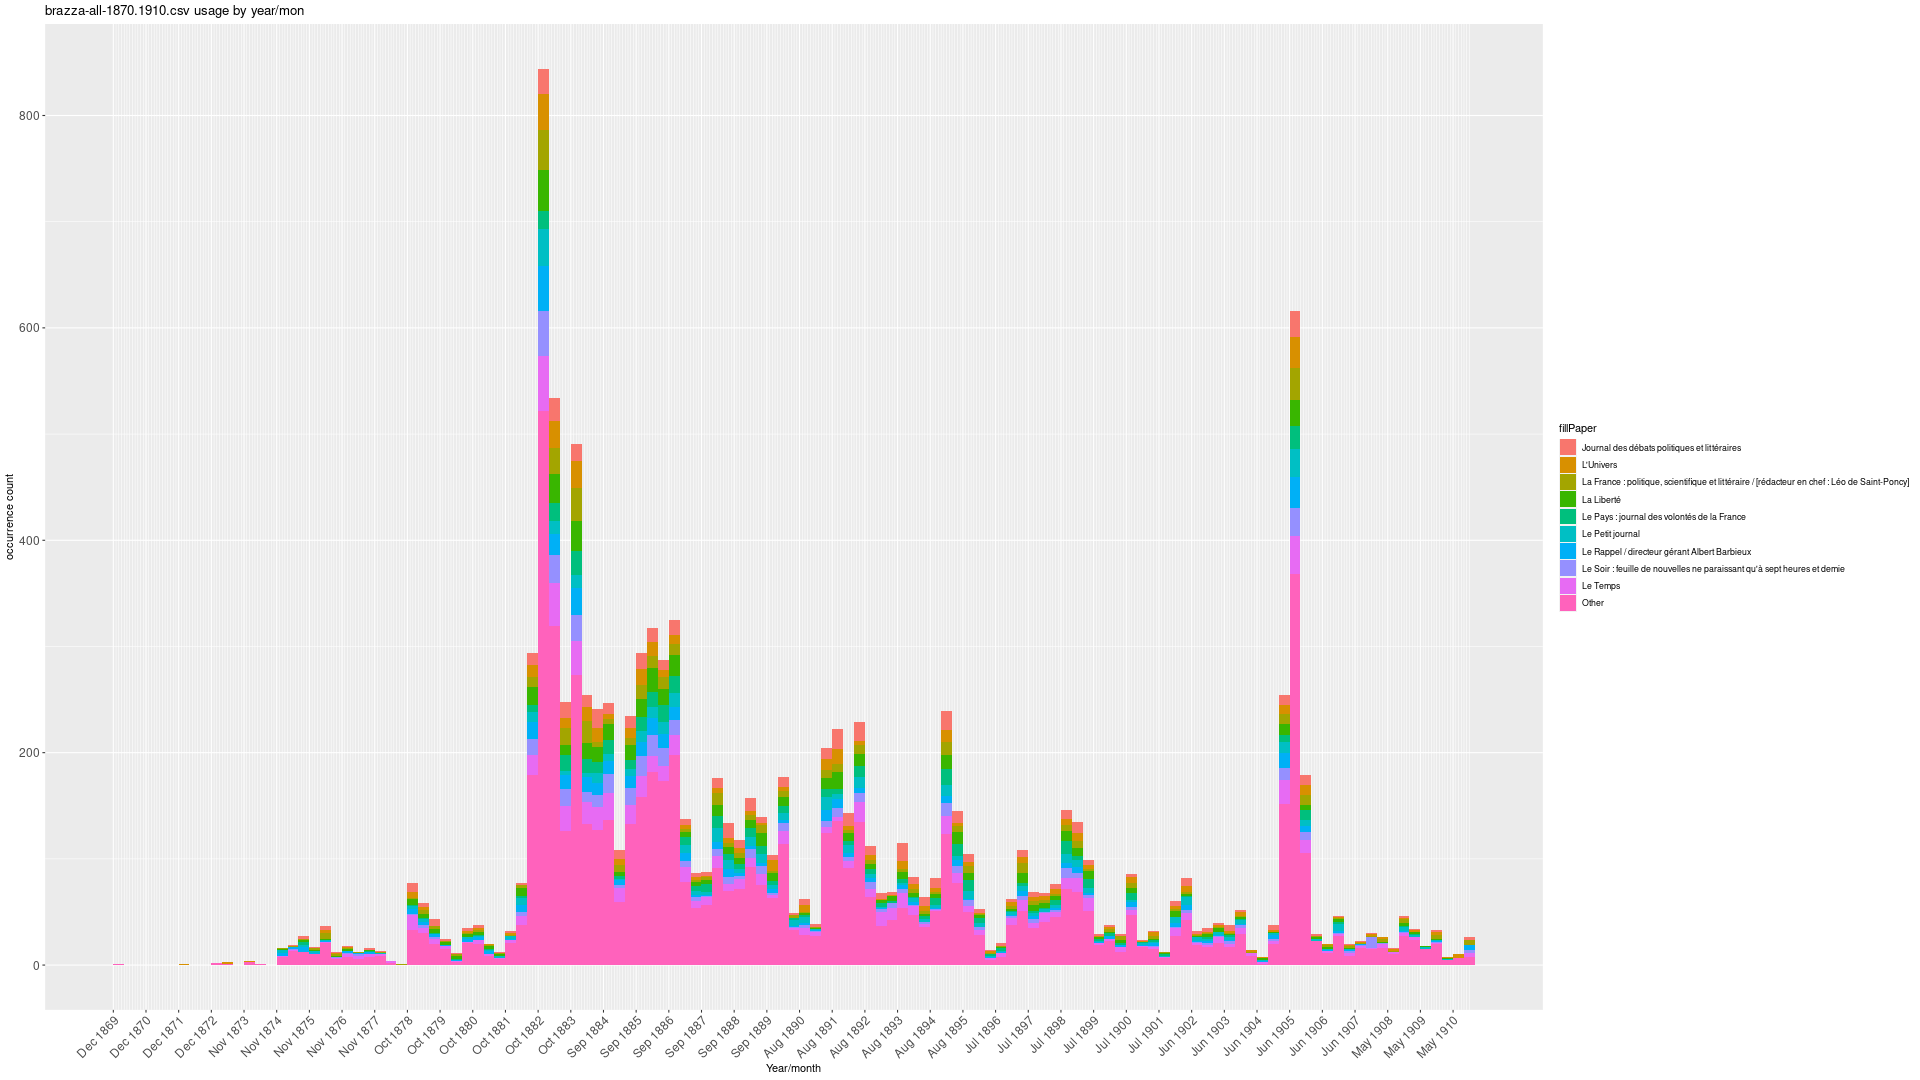 brazza-all-1870.1910.csv usage by year/mon
occurrence count
800
600
400
200
0
Dec 1869
Dec 1870
Dec 1871
Dec 1872
Nov 1873
Nov 1874
Nov 1875
Nov 1876
Nov 1877
Oct 1878
Oct 1879
Oct 1880
Oct 1881
Oct 1882
Oct 1883
Sep 1884
Sep 1885
Sep 1886
Sep 1887
Sep 1888
Sep 1889
Aug 1890
Aug 1891
Aug 1892
Aug 1893
Aug 1894
Aug 1895
Jul 1896
Jul 1897
Jul 1898
Jul 1899
Jul 1900
Jul 1901
Jun 1902
Jun 1903
Jun 1904
Jun 1905
Jun 1906
Jun 1907
May 1908
May 1909
May 1910
Year/month
fillPaper
Journal des débats politiques et littéraires
L'Univers
La France : politique, scientifique et littéraire / [rédacteur en chef : Léo de Saint-Poncy]
La Liberté
Le Pays : journal des volontés de la France
Le Petit journal
Le Rappel / directeur gérant Albert Barbieux
Le Soir : feuille de nouvelles ne paraissant qu'à sept heures et demie
Le Temps
Other